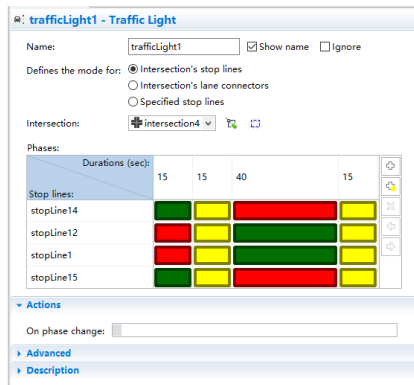 trafficLight1 - Traffic Light
Name: trafficLight1 Show name Ignore
Defines the mode for: Intersection's stop lines
Intersection's lane connectors
Specified stop lines
Intersection: intersection4
Phases:
Durations (sec): 15 15 40 15
Stop lines:
stopLine14
stopLine12
stopLine1
stopLine15
Actions
On phase change:
Advanced
Description